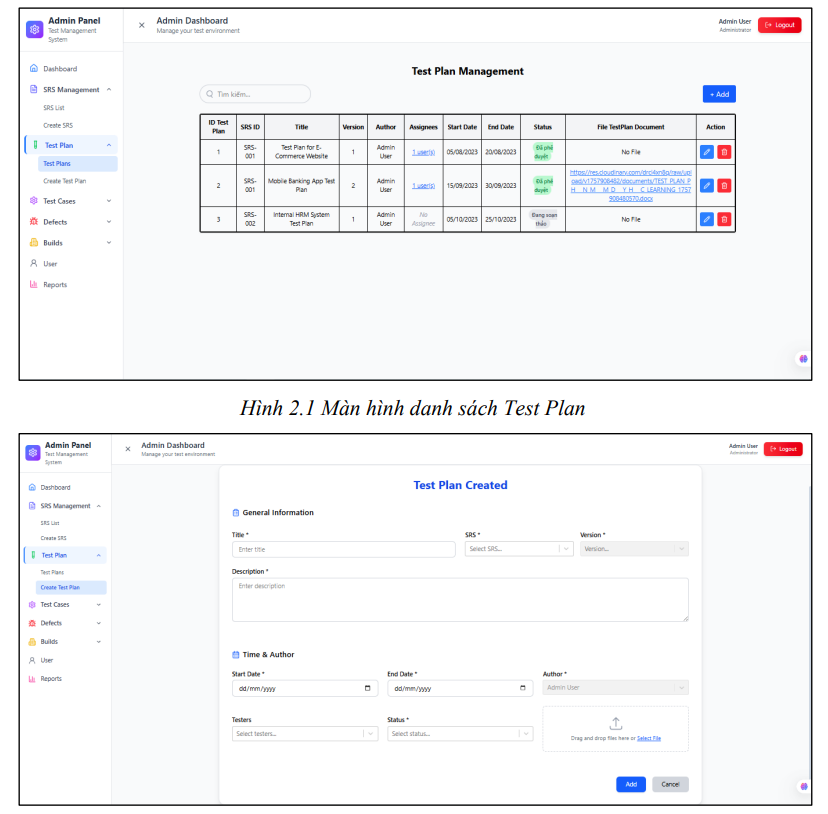 Admin Panel
Test Management
System
Admin Dashboard
Manage your test environment
Admin User
Administrator
Logout
Dashboard
SRS Management
SRS List
Create SRS
Test Plan
Test Plans
Create Test Plan
Test Cases
Defects
Builds
User
Reports
Test Plan Management
Tìm kiếm...
+ Add
ID Test Plan SRS ID Title Version Author Assignees Start Date End Date Status File TestPlan Document Action
1 SRS-001 Test Plan for E-Commerce Website 1 Admin User 1 user(s) 05/08/2023 20/08/2023 Đã phê duyệt No File
2 SRS-001 Mobile Banking App Test Plan 2 Admin User 1 user(s) 15/09/2023 30/09/2023 Đã phê duyệt
3 SRS-002 Internal HRM System Test Plan 1 Admin User No Assignee 05/10/2023 25/10/2023 Đang soạn thảo No File
Hình 2.1 Màn hình danh sách Test Plan
Admin Panel
Test Management
System
Admin Dashboard
Manage your test environment
Admin User
Administrator
Logout
Dashboard
SRS Management
SRS List
Create SRS
Test Plan
Test Plans
Create Test Plan
Test Cases
Defects
Builds
User
Reports
Test Plan Created
General Information
Title * SRS * Version *
Enter title Select SRS... Version...
Description *
Enter description
Time & Author
Start Date * End Date * Author *
dd/mm/yyyy dd/mm/yyyy Admin User
Testers Status *
Select testers... Select status...
Drag and drop files here or Select File
Add Cancel